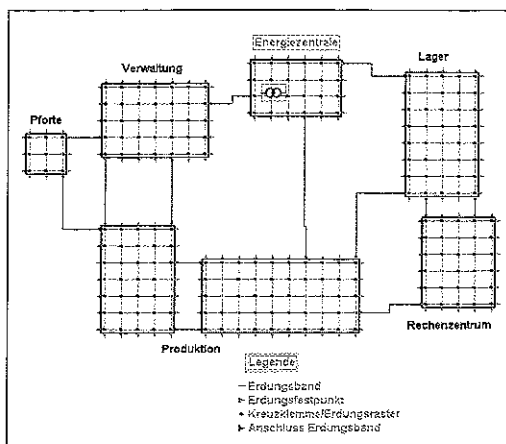 Energiezentrale
Verwaltung
Lager
Pforte
Rechenzentrum
Produktion
Legende
Erdungsband
Erdungsfestpunkt
Kreuzklemme/Erdungsraster
Anschluss Erdungsband